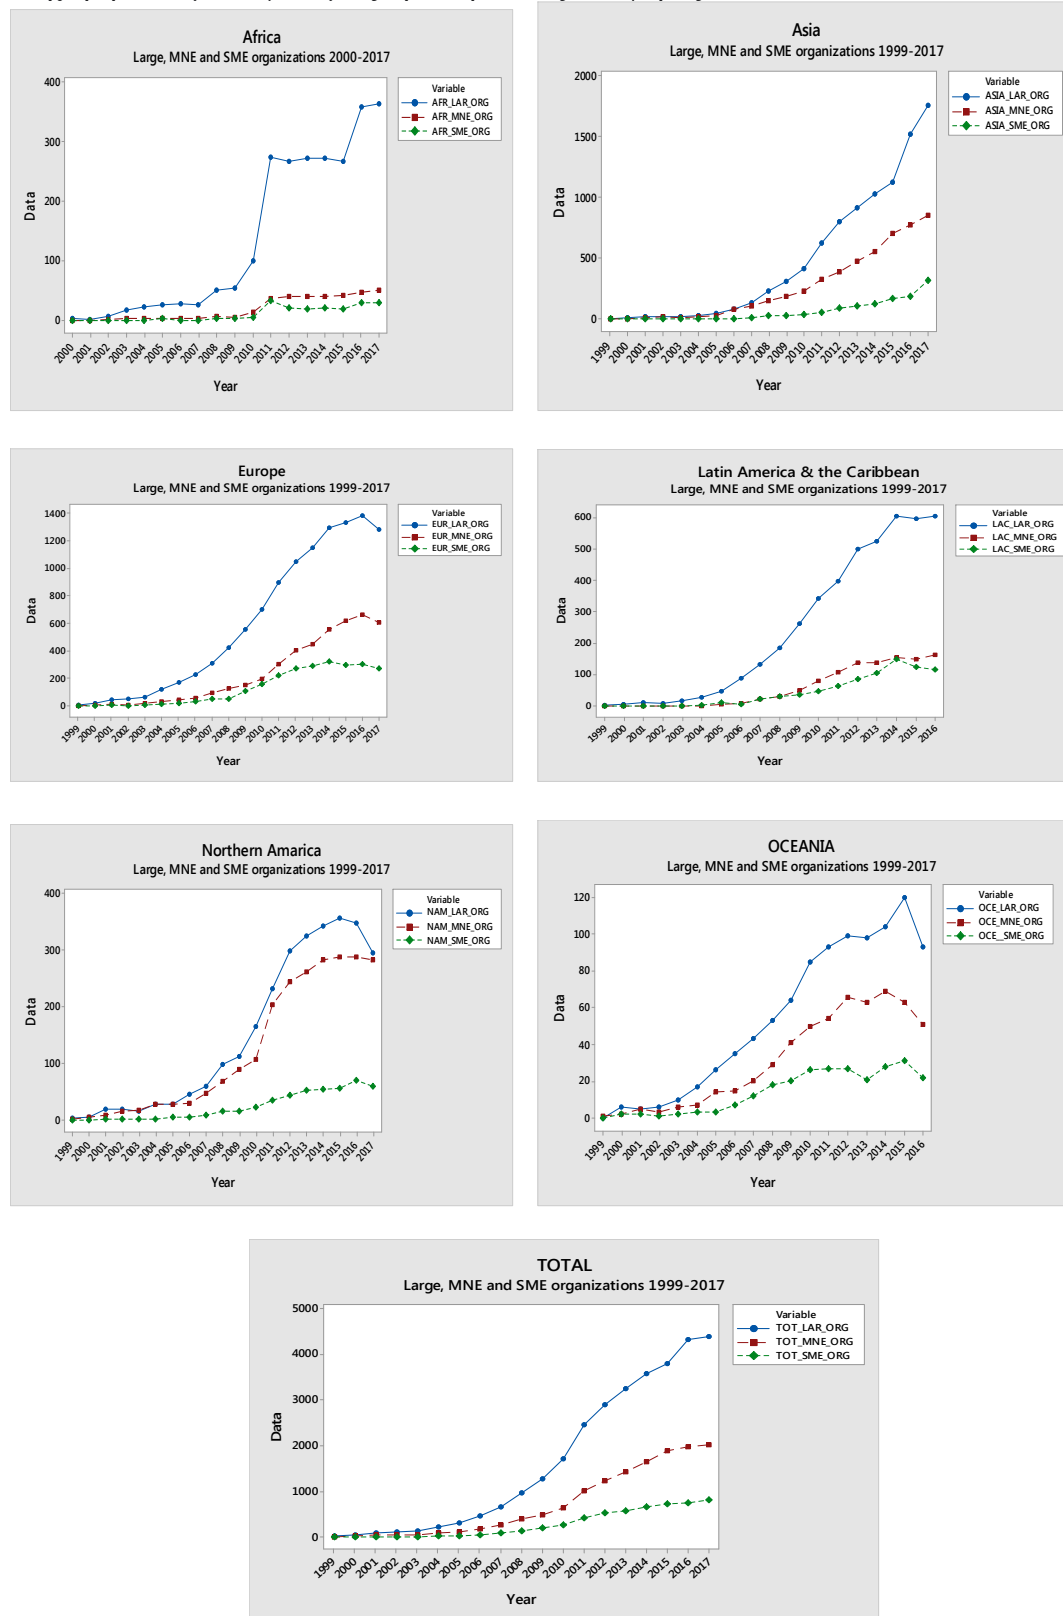 Africa
Large, MNE and SME organizations 2000-2017
Variable
AFR_LAR_ORG
AFR_MNE_ORG
AFR_SME_ORG
400
300
200
100
0
Data
2000 2001 2002 2003 2004 2005 2006 2007 2008 2009 2010 2011 2012 2013 2014 2015 2016 2017
Year
Asia
Large, MNE and SME organizations 1999-2017
Variable
ASIA_LAR_ORG
ASIA_MNE_ORG
ASIA_SME_ORG
2000
1500
1000
500
0
Data
1999 2000 2001 2002 2003 2004 2005 2006 2007 2008 2009 2010 2011 2012 2013 2014 2015 2016 2017
Year
Europe
Large, MNE and SME organizations 1999-2017
Variable
EUR_LAR_ORG
EUR_MNE_ORG
EUR_SME_ORG
1400
1200
1000
800
600
400
200
0
Data
1999 2000 2001 2002 2003 2004 2005 2006 2007 2008 2009 2010 2011 2012 2013 2014 2015 2016 2017
Year
Latin America & the Caribbean
Large, MNE and SME organizations 1999-2017
Variable
LAC_LAR_ORG
LAC_MNE_ORG
LAC_SME_ORG
600
500
400
300
200
100
0
Data
1999 2000 2001 2002 2003 2004 2005 2006 2007 2008 2009 2010 2011 2012 2013 2014 2015 2016
Year
Northern Amarica
Large, MNE and SME organizations 1999-2017
Variable
NAM_LAR_ORG
NAM_MNE_ORG
NAM_SME_ORG
400
300
200
100
0
Data
1999 2000 2001 2002 2003 2004 2005 2006 2007 2008 2009 2010 2011 2012 2013 2014 2015 2016 2017
Year
OCEANIA
Large, MNE and SME organizations 1999-2017
Variable
OCE_LAR_ORG
OCE_MNE_ORG
OCE__SME_ORG
120
100
80
60
40
20
0
Data
1999 2000 2001 2002 2003 2004 2005 2006 2007 2008 2009 2010 2011 2012 2013 2014 2015 2016
Year
TOTAL
Large, MNE and SME organizations 1999-2017
Variable
TOT_LAR_ORG
TOT_MNE_ORG
TOT_SME_ORG
5000
4000
3000
2000
1000
0
Data
1999 2000 2001 2002 2003 2004 2005 2006 2007 2008 2009 2010 2011 2012 2013 2014 2015 2016 2017
Year